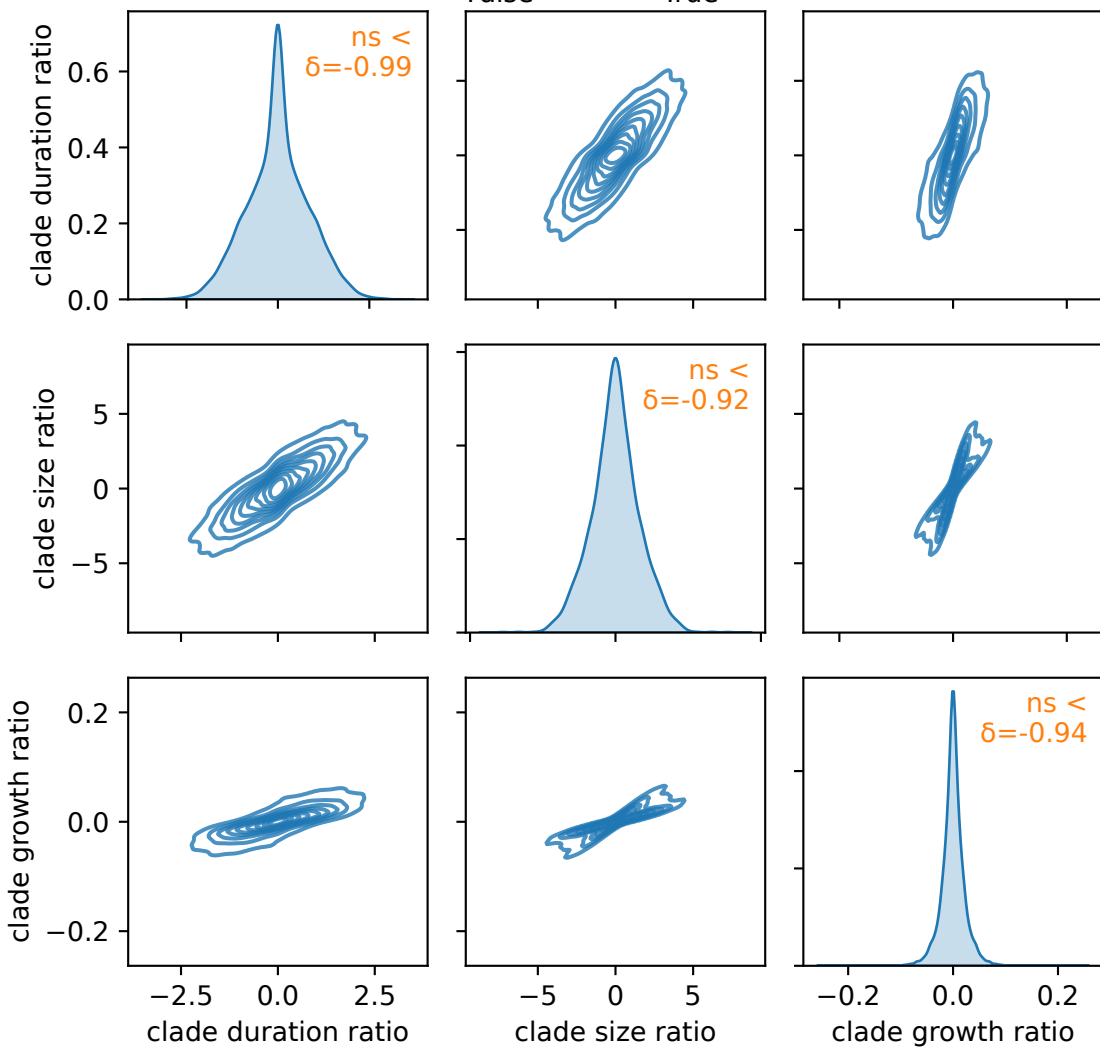 clade duration ratio
0.6
0.4
0.2
0.0
ns <
δ=-0.99
clade size ratio
5
0
−5
ns <
δ=-0.92
clade growth ratio
0.2
0.0
−0.2
ns <
δ=-0.94
−2.5 0.0 2.5 −5 0 5 −0.2 0.0 0.2
clade duration ratio clade size ratio clade growth ratio